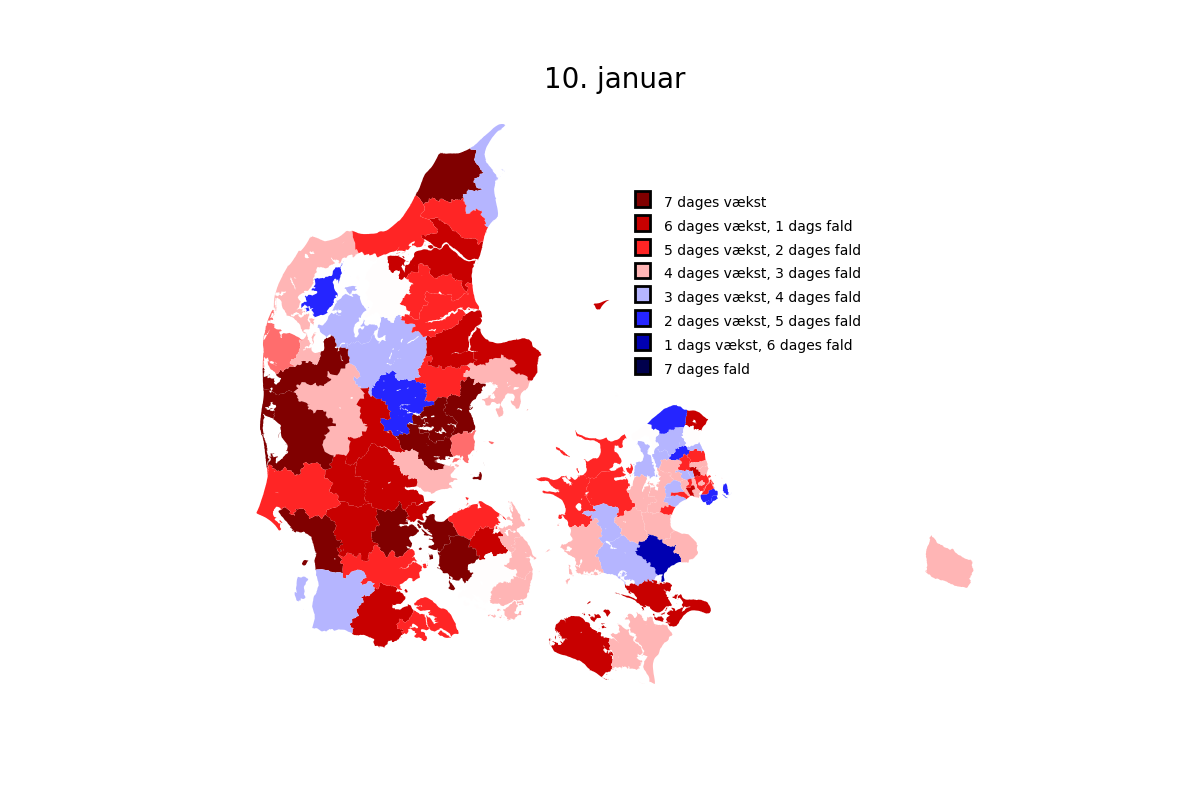 10. januar
7 dages vækst
6 dages vækst, 1 dags fald
5 dages vækst, 2 dages fald
4 dages vækst, 3 dages fald
3 dages vækst, 4 dages fald
2 dages vækst, 5 dages fald
1 dags vækst, 6 dages fald
7 dages fald